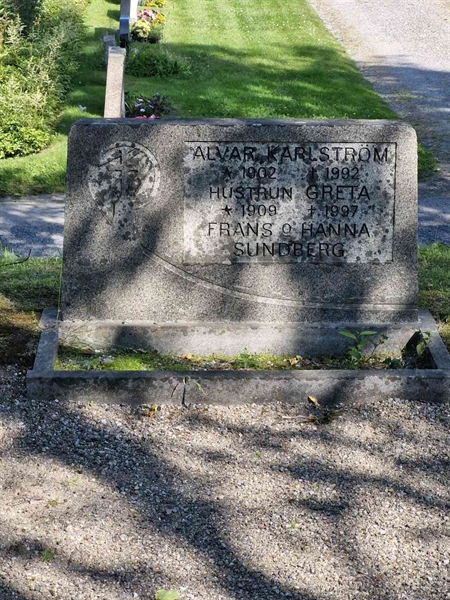 ALVAR KARLSTRÖM
* 1902 † 1992
HUSTRUN GRETA
* 1909 † 1997
FRANS o HANNA
SUNDBERG